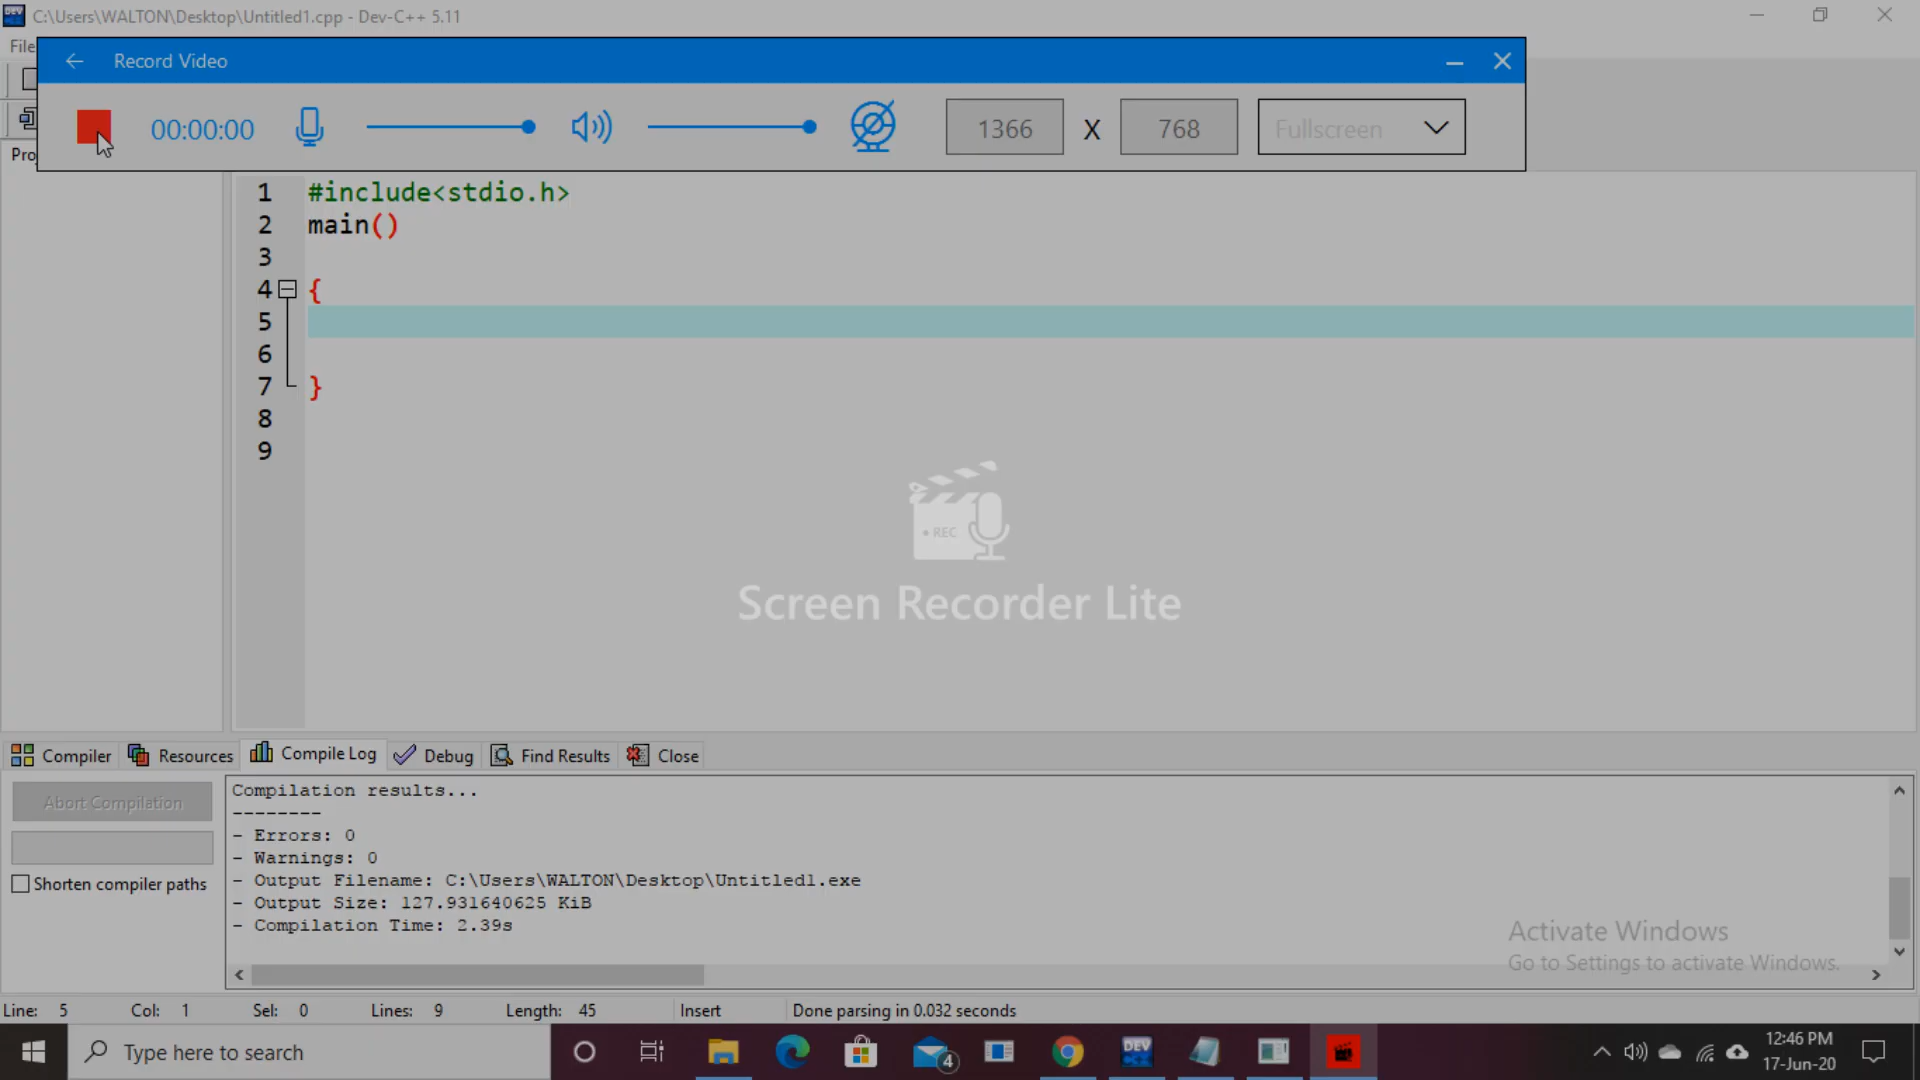 C:\Users\WALTON\Desktop\Untitled1.cpp - Dev-C++ 5.11
File
Record Video
00:00:00
1366 X 768 Fullscreen
Pro
1 #include<stdio.h>
2 main()
3
4 {
5
6
7 }
8
9
REC
Screen Recorder Lite
Compiler Resources Compile Log Debug Find Results Close
Abort Compilation
Shorten compiler paths
Compilation results...
--------
- Errors: 0
- Warnings: 0
- Output Filename: C:\Users\WALTON\Desktop\Untitled1.exe
- Output Size: 127.931640625 KiB
- Compilation Time: 2.39s
Activate Windows
Go to Settings to activate Windows.
Line: 5 Col: 1 Sel: 0 Lines: 9 Length: 45 Insert Done parsing in 0.032 seconds
Type here to search
DEV
4
12:46 PM
17-Jun-20